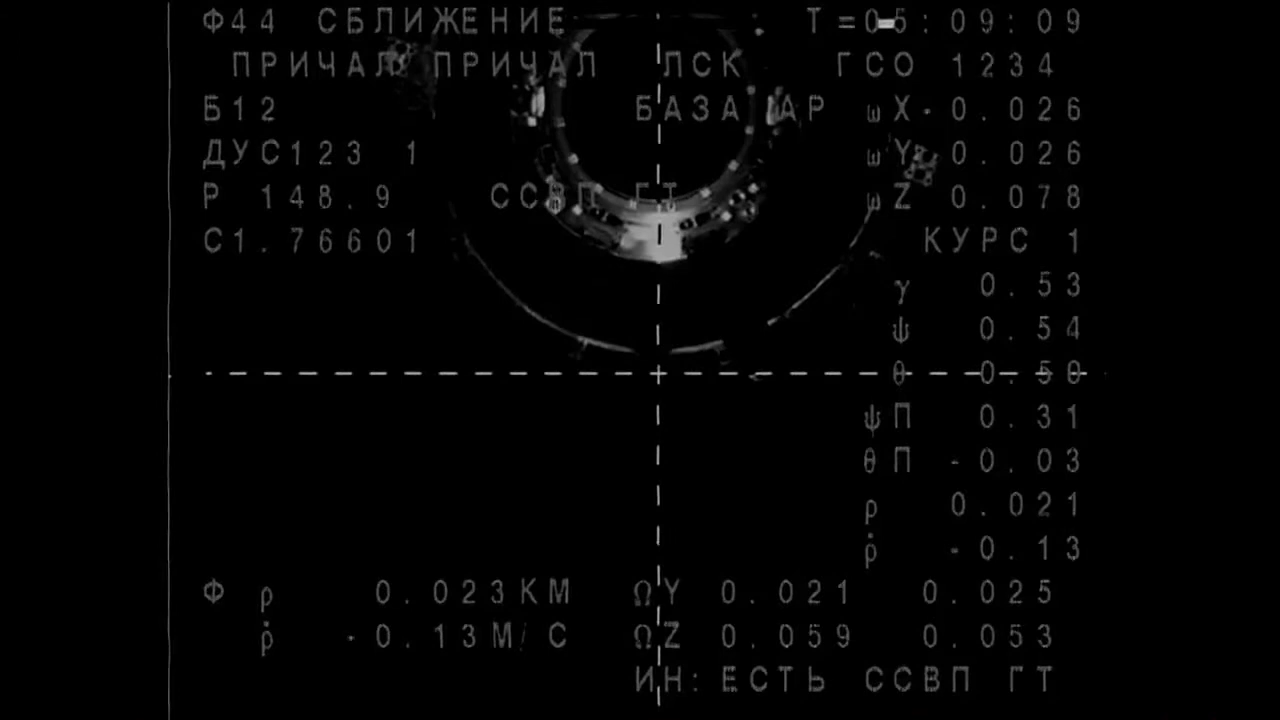 Ф44 СБЛИЖЕНИЕ Т=05:09:09
ПРИЧАЛ ПРИЧАЛ ЛСК ГСО 1234
Б12 БАЗА ωX-0.026
ДУС123 1 ωY 0.026
Р 148.9 ССВП ГТ ωZ 0.078
С1.76601 КУРС 1
γ 0.53
ψ 0.54
θ 0.50
ψП 0.31
θП -0.03
ρ 0.021
ρ̇ -0.13
Ф ρ 0.023КМ ΩY 0.021 0.025
ρ̇ -0.13М/С ΩZ 0.059 0.053
ИН: ЕСТЬ ССВП ГТ